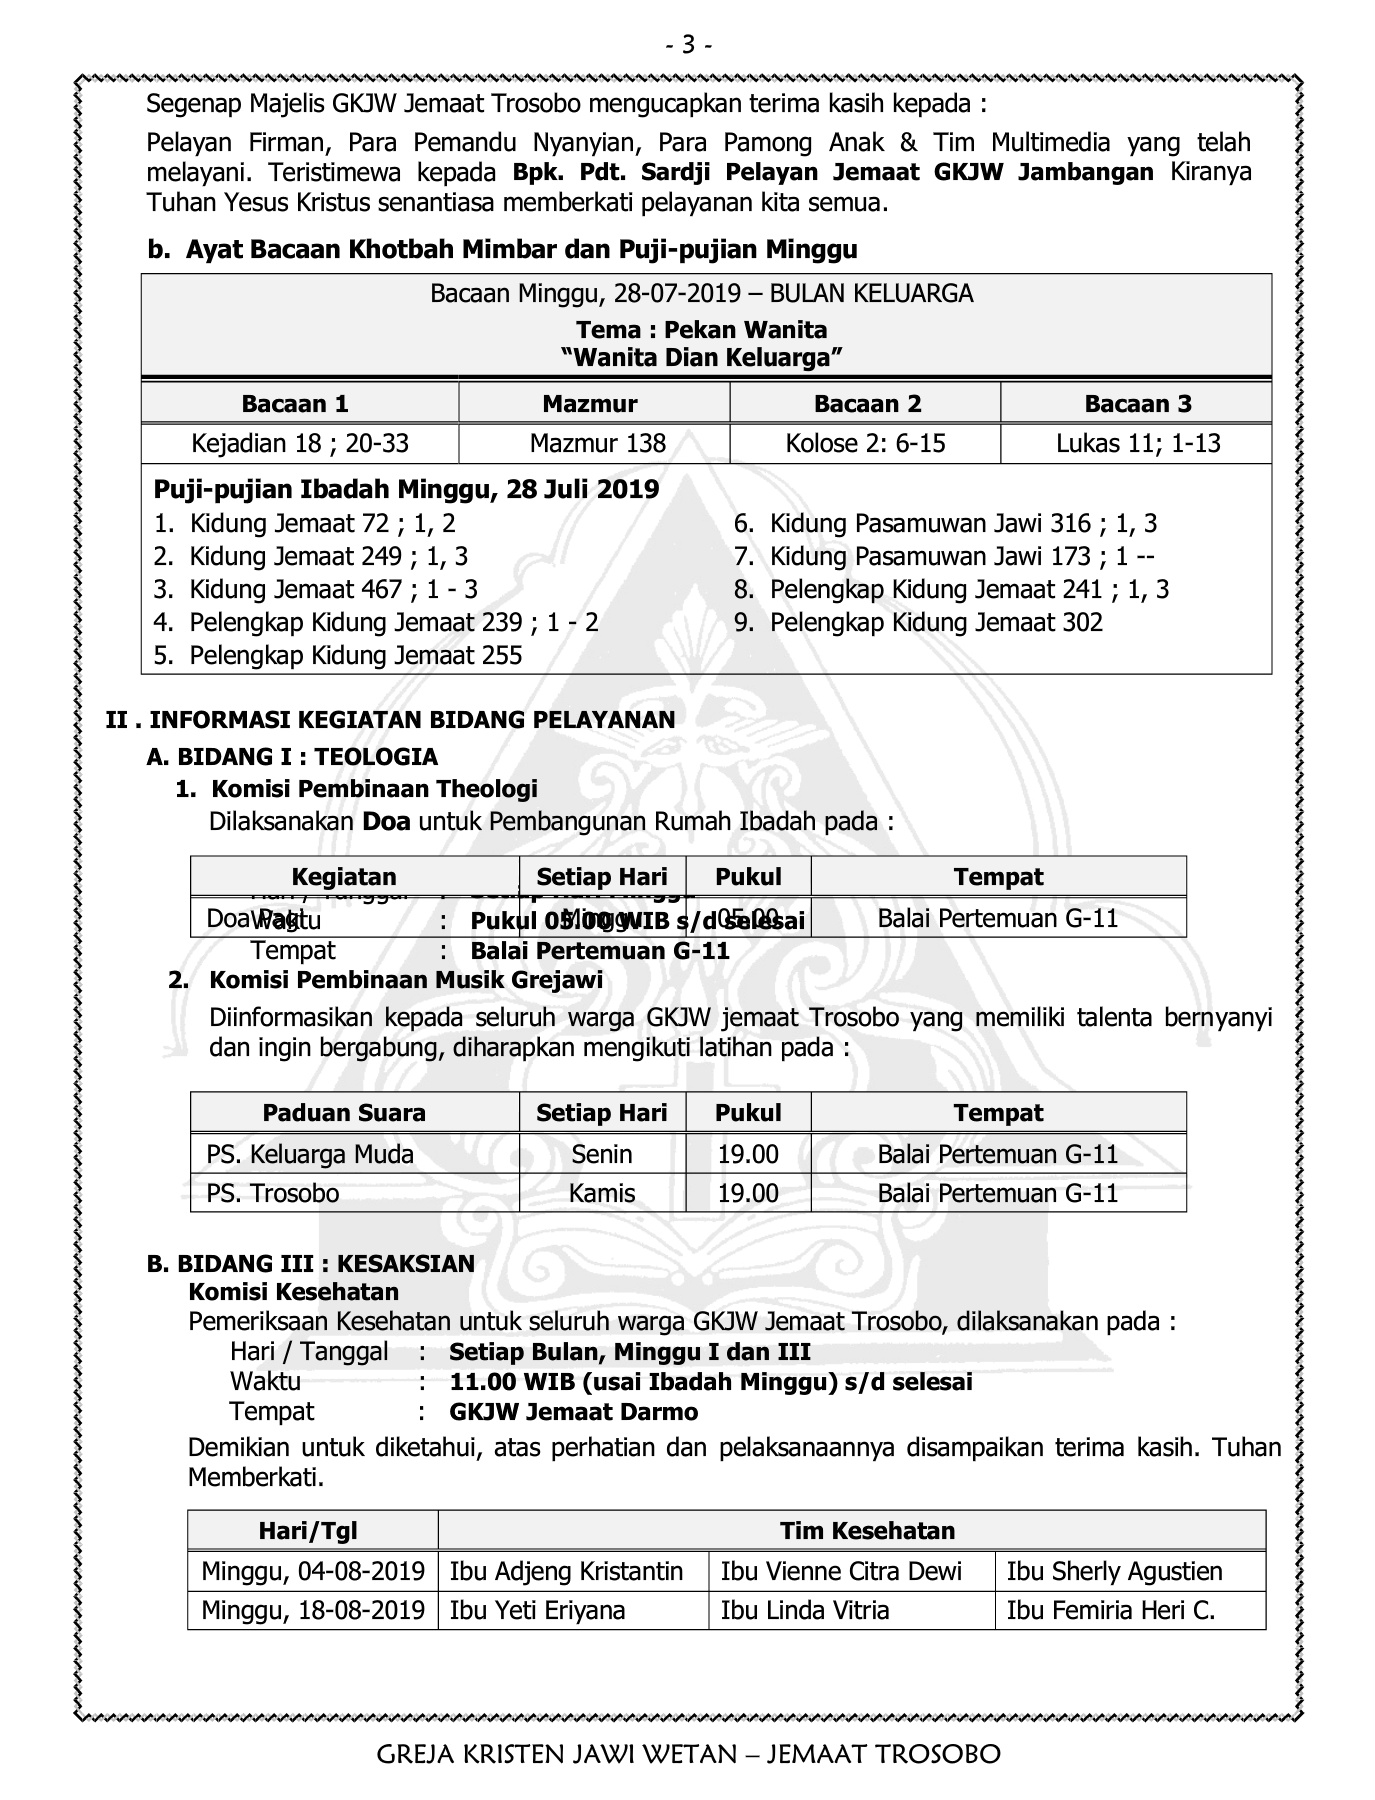 - 3 -
Segenap Majelis GKJW Jemaat Trosobo mengucapkan terima kasih kepada :
Pelayan Firman, Para Pemandu Nyanyian, Para Pamong Anak & Tim Multimedia yang telah
melayani. Teristimewa kepada Bpk. Pdt. Sardji Pelayan Jemaat GKJW Jambangan Kiranya
Tuhan Yesus Kristus senantiasa memberkati pelayanan kita semua.
b. Ayat Bacaan Khotbah Mimbar dan Puji-pujian Minggu
Bacaan Minggu, 28-07-2019 – BULAN KELUARGA
Tema : Pekan Wanita
“Wanita Dian Keluarga”
Bacaan 1 Mazmur Bacaan 2 Bacaan 3
Kejadian 18 ; 20-33 Mazmur 138 Kolose 2: 6-15 Lukas 11; 1-13
Puji-pujian Ibadah Minggu, 28 Juli 2019
1. Kidung Jemaat 72 ; 1, 2
2. Kidung Jemaat 249 ; 1, 3
3. Kidung Jemaat 467 ; 1 - 3
4. Pelengkap Kidung Jemaat 239 ; 1 - 2
5. Pelengkap Kidung Jemaat 255
6. Kidung Pasamuwan Jawi 316 ; 1, 3
7. Kidung Pasamuwan Jawi 173 ; 1 --
8. Pelengkap Kidung Jemaat 241 ; 1, 3
9. Pelengkap Kidung Jemaat 302
II . INFORMASI KEGIATAN BIDANG PELAYANAN
A. BIDANG I : TEOLOGIA
1. Komisi Pembinaan Theologi
Dilaksanakan Doa untuk Pembangunan Rumah Ibadah pada :
Kegiatan Setiap Hari Pukul Tempat
Hari / Tanggal : Setiap Hari Minggu
Doa Pagi Minggu 05.00 Balai Pertemuan G-11
Waktu : Pukul 05.00 WIB s/d selesai
Tempat : Balai Pertemuan G-11
2. Komisi Pembinaan Musik Grejawi
Diinformasikan kepada seluruh warga GKJW jemaat Trosobo yang memiliki talenta bernyanyi
dan ingin bergabung, diharapkan mengikuti latihan pada :
Paduan Suara Setiap Hari Pukul Tempat
PS. Keluarga Muda Senin 19.00 Balai Pertemuan G-11
PS. Trosobo Kamis 19.00 Balai Pertemuan G-11
B. BIDANG III : KESAKSIAN
Komisi Kesehatan
Pemeriksaan Kesehatan untuk seluruh warga GKJW Jemaat Trosobo, dilaksanakan pada :
Hari / Tanggal : Setiap Bulan, Minggu I dan III
Waktu : 11.00 WIB (usai Ibadah Minggu) s/d selesai
Tempat : GKJW Jemaat Darmo
Demikian untuk diketahui, atas perhatian dan pelaksanaannya disampaikan terima kasih. Tuhan
Memberkati.
Hari/Tgl Tim Kesehatan
Minggu, 04-08-2019 Ibu Adjeng Kristantin Ibu Vienne Citra Dewi Ibu Sherly Agustien
Minggu, 18-08-2019 Ibu Yeti Eriyana Ibu Linda Vitria Ibu Femiria Heri C.
GREJA KRISTEN JAWI WETAN – JEMAAT TROSOBO